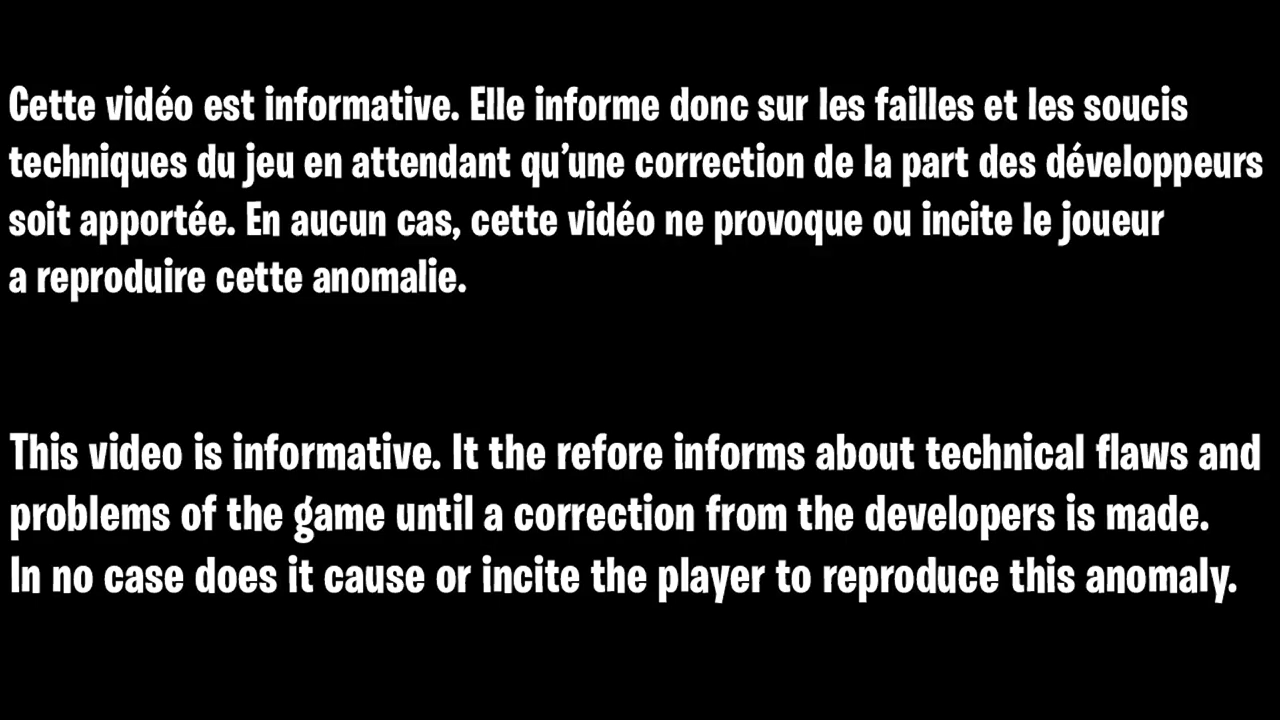 Cette vidéo est informative. Elle informe donc sur les failles et les soucis
techniques du jeu en attendant qu’une correction de la part des développeurs
soit apportée. En aucun cas, cette vidéo ne provoque ou incite le joueur
a reproduire cette anomalie.
This video is informative. It the refore informs about technical flaws and
problems of the game until a correction from the developers is made.
In no case does it cause or incite the player to reproduce this anomaly.